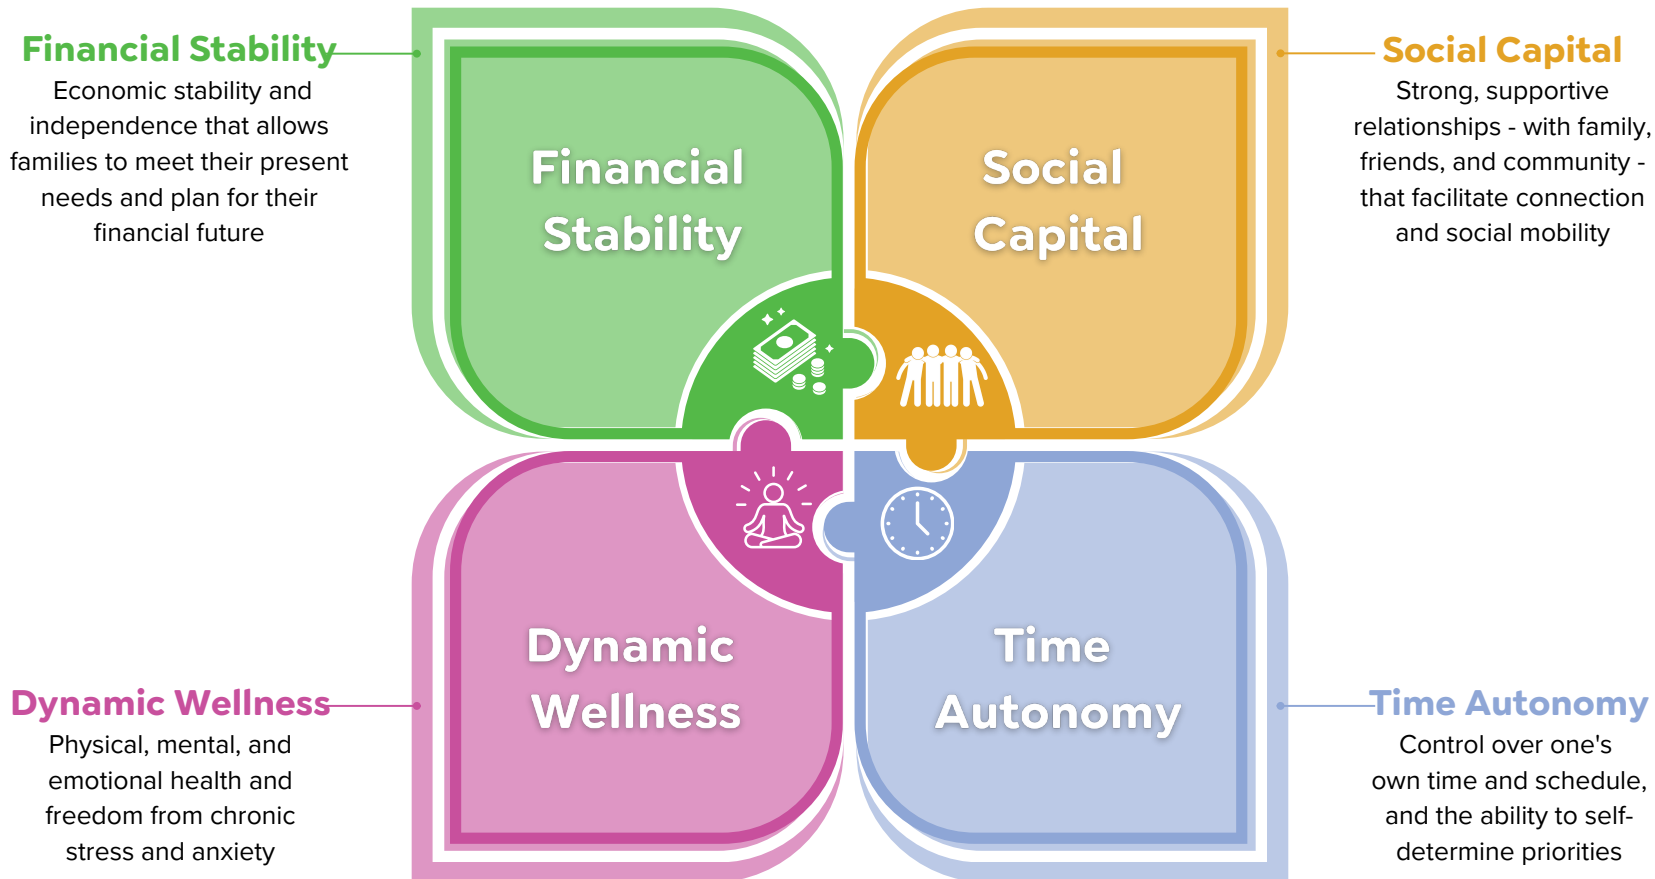 Financial Stability
Economic stability and
independence that allows
families to meet their present
needs and plan for their
financial future
Financial
Stability
Social
Capital
Social Capital
Strong, supportive
relationships - with family,
friends, and community -
that facilitate connection
and social mobility
Dynamic Wellness
Physical, mental, and
emotional health and
freedom from chronic
stress and anxiety
Dynamic
Wellness
Time
Autonomy
Time Autonomy
Control over one's
own time and schedule,
and the ability to self-
determine priorities